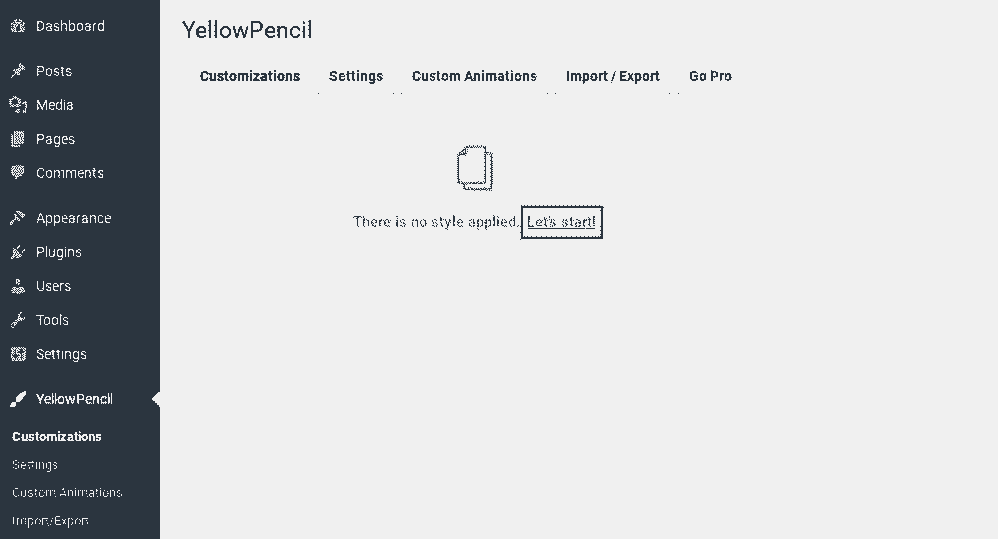 Dashboard
Posts
Media
Pages
Comments
Appearance
Plugins
Users
Tools
Settings
YellowPencil
Customizations
Settings
Custom Animations
Import/Export
YellowPencil
Customizations Settings Custom Animations Import / Export Go Pro
There is no style applied. Let's start!